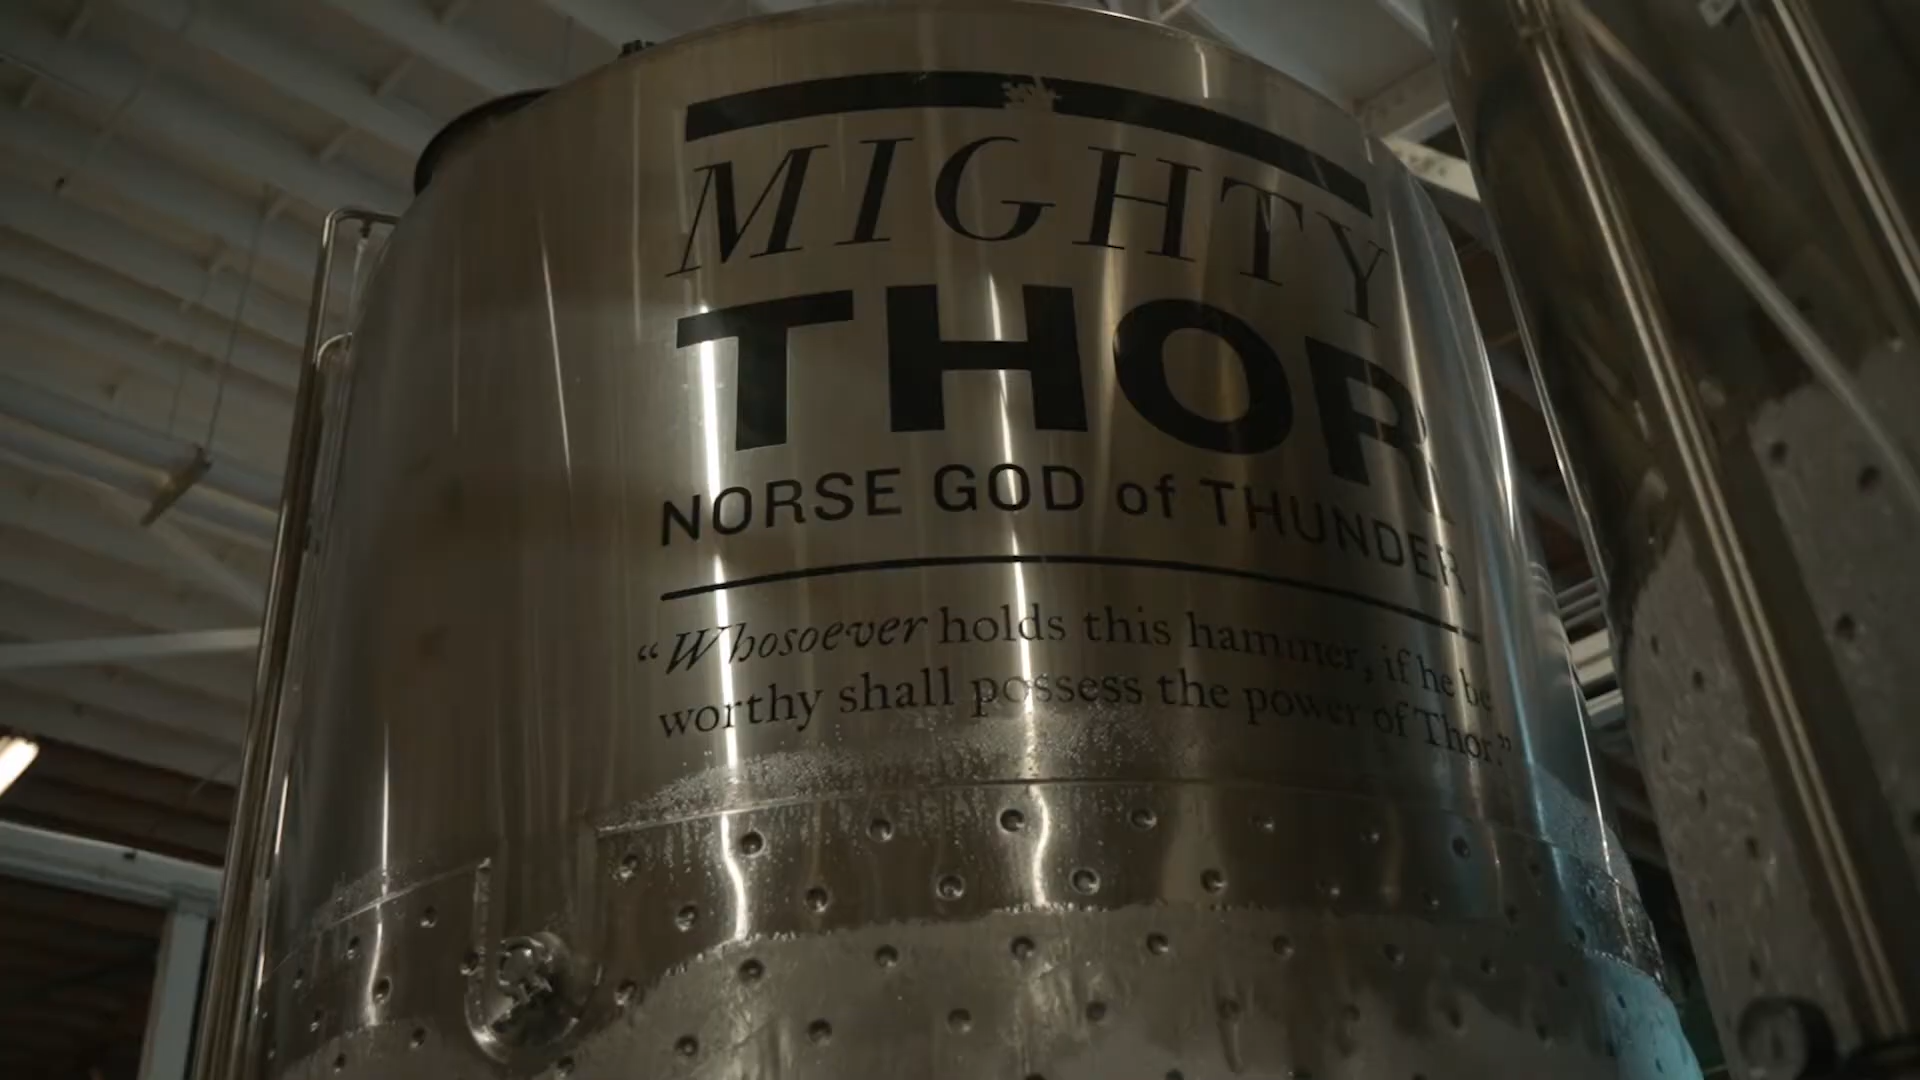 MIGHTY
THOR
NORSE GOD of THUNDER
“Whosoever holds this hammer, if he be
worthy shall possess the power of Thor.”